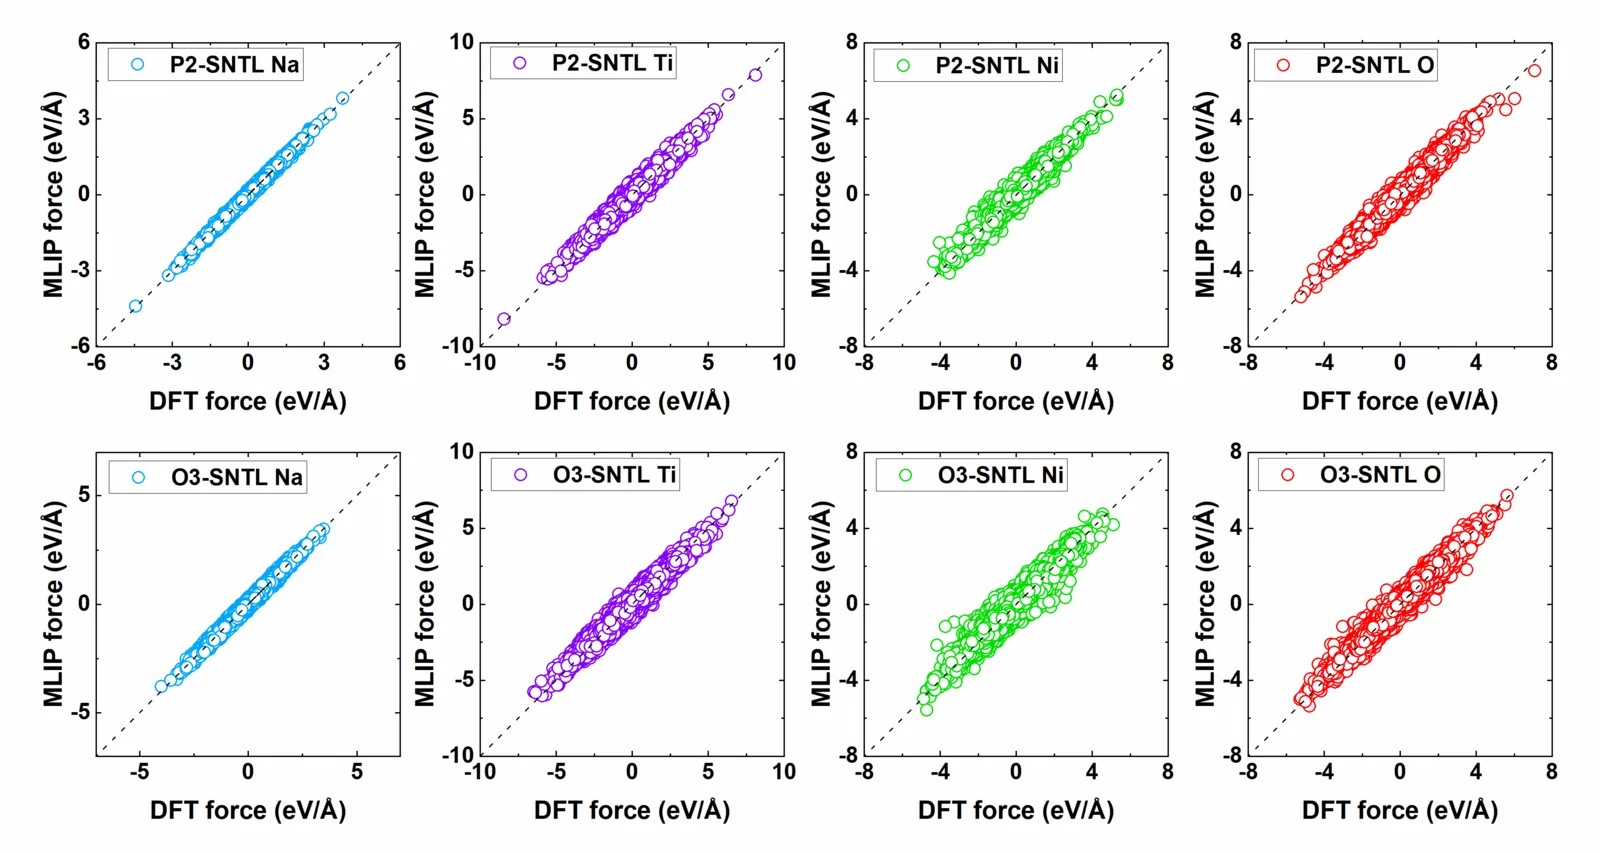 P2-SNTL Na
MLIP force (eV/Å)
6
3
0
-3
-6
-6 -3 0 3 6
DFT force (eV/Å)
P2-SNTL Ti
MLIP force (eV/Å)
10
5
0
-5
-10
-10 -5 0 5 10
DFT force (eV/Å)
P2-SNTL Ni
MLIP force (eV/Å)
8
4
0
-4
-8
-8 -4 0 4 8
DFT force (eV/Å)
P2-SNTL O
MLIP force (eV/Å)
8
4
0
-4
-8
-8 -4 0 4 8
DFT force (eV/Å)
O3-SNTL Na
MLIP force (eV/Å)
5
0
-5
-5 0 5
DFT force (eV/Å)
O3-SNTL Ti
MLIP force (eV/Å)
10
5
0
-5
-10
-10 -5 0 5 10
DFT force (eV/Å)
O3-SNTL Ni
MLIP force (eV/Å)
8
4
0
-4
-8
-8 -4 0 4 8
DFT force (eV/Å)
O3-SNTL O
MLIP force (eV/Å)
8
4
0
-4
-8
-8 -4 0 4 8
DFT force (eV/Å)